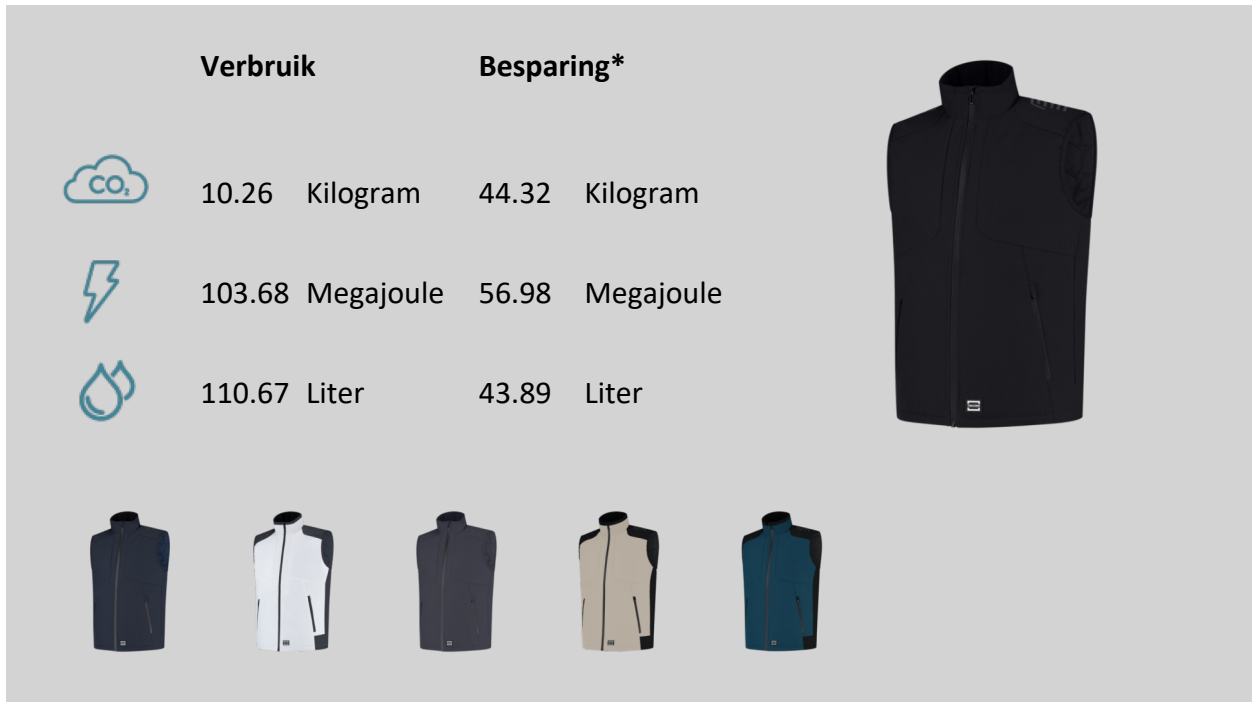 Verbruik Besparing*
CO₂ 10.26 Kilogram 44.32 Kilogram
103.68 Megajoule 56.98 Megajoule
110.67 Liter 43.89 Liter